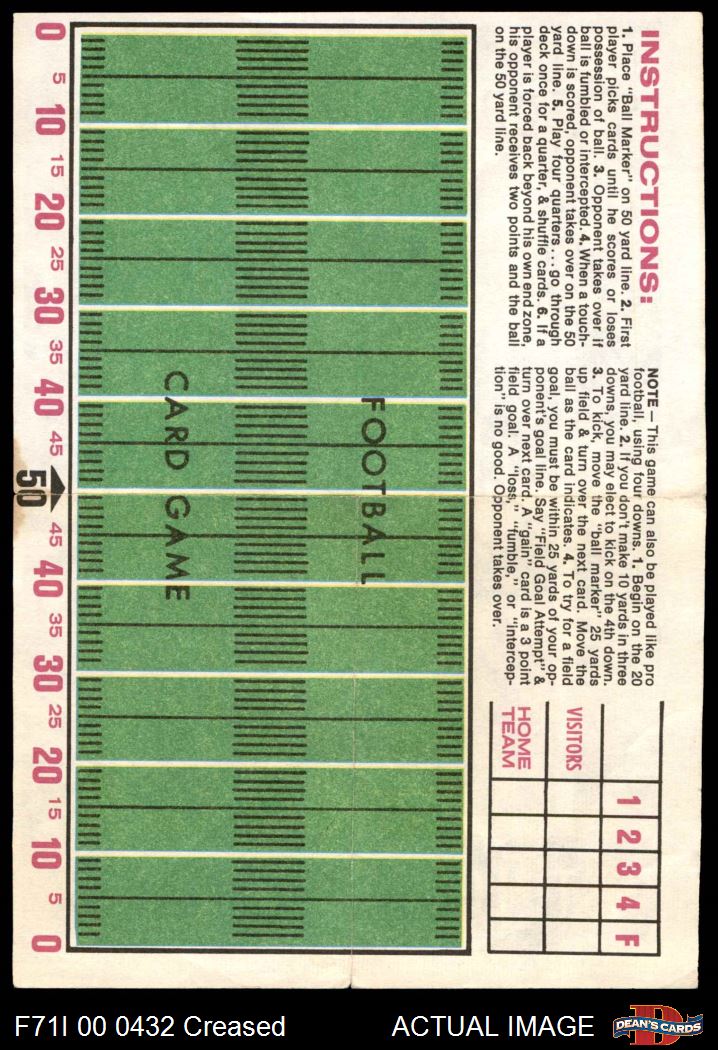 INSTRUCTIONS:
1. Place "Ball Marker" on 50 yard line. 2. First
player picks cards until he scores or loses
possession of ball. 3. Opponent takes over if
ball is fumbled or intercepted. 4. When a touch-
down is scored, opponent takes over on the 50
yard line. 5. Play four quarters . . . go through
deck once for a quarter, & shuffle cards. 6. If a
player is forced back beyond his own end zone,
his opponent receives two points and the ball
on the 50 yard line.
NOTE — This game can also be played like pro
football, using four downs. 1. Begin on the 20
yard line. 2. If you don't make 10 yards in three
downs, you may elect to kick on the 4th down.
3. To kick, move the "ball marker" 25 yards
up field & turn over the next card. Move the
ball as the card indicates. 4. To try for a field
goal, you must be within 25 yards of your op-
ponent's goal line. Say "Field Goal Attempt" &
turn over next card. A "gain" card is a 3 point
field goal. A "loss," "fumble," or "intercep-
tion" is no good. Opponent takes over.
1 2 3 4 F
VISITORS
HOME
TEAM
FOOTBALL
CARD GAME
0 5 10 15 20 25 30 35 40 45 50 45 40 35 30 25 20 15 10 5 0
F71I 00 0432 Creased
ACTUAL IMAGE
D
DEAN'S CARDS